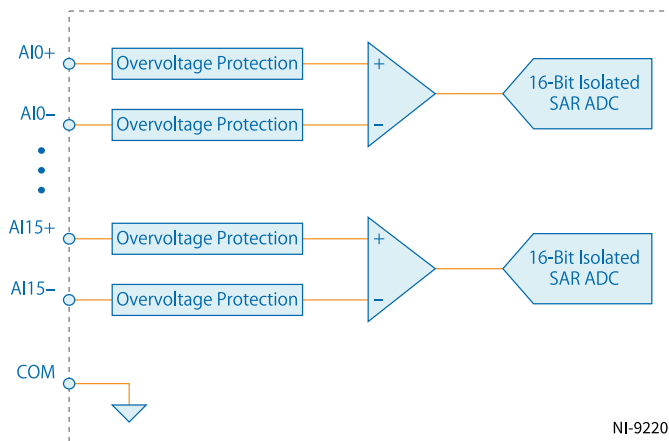 AI0+
Overvoltage Protection
+
16-Bit Isolated
SAR ADC
AI0–
Overvoltage Protection
–
AI15+
Overvoltage Protection
+
16-Bit Isolated
SAR ADC
AI15–
Overvoltage Protection
–
COM
NI-9220